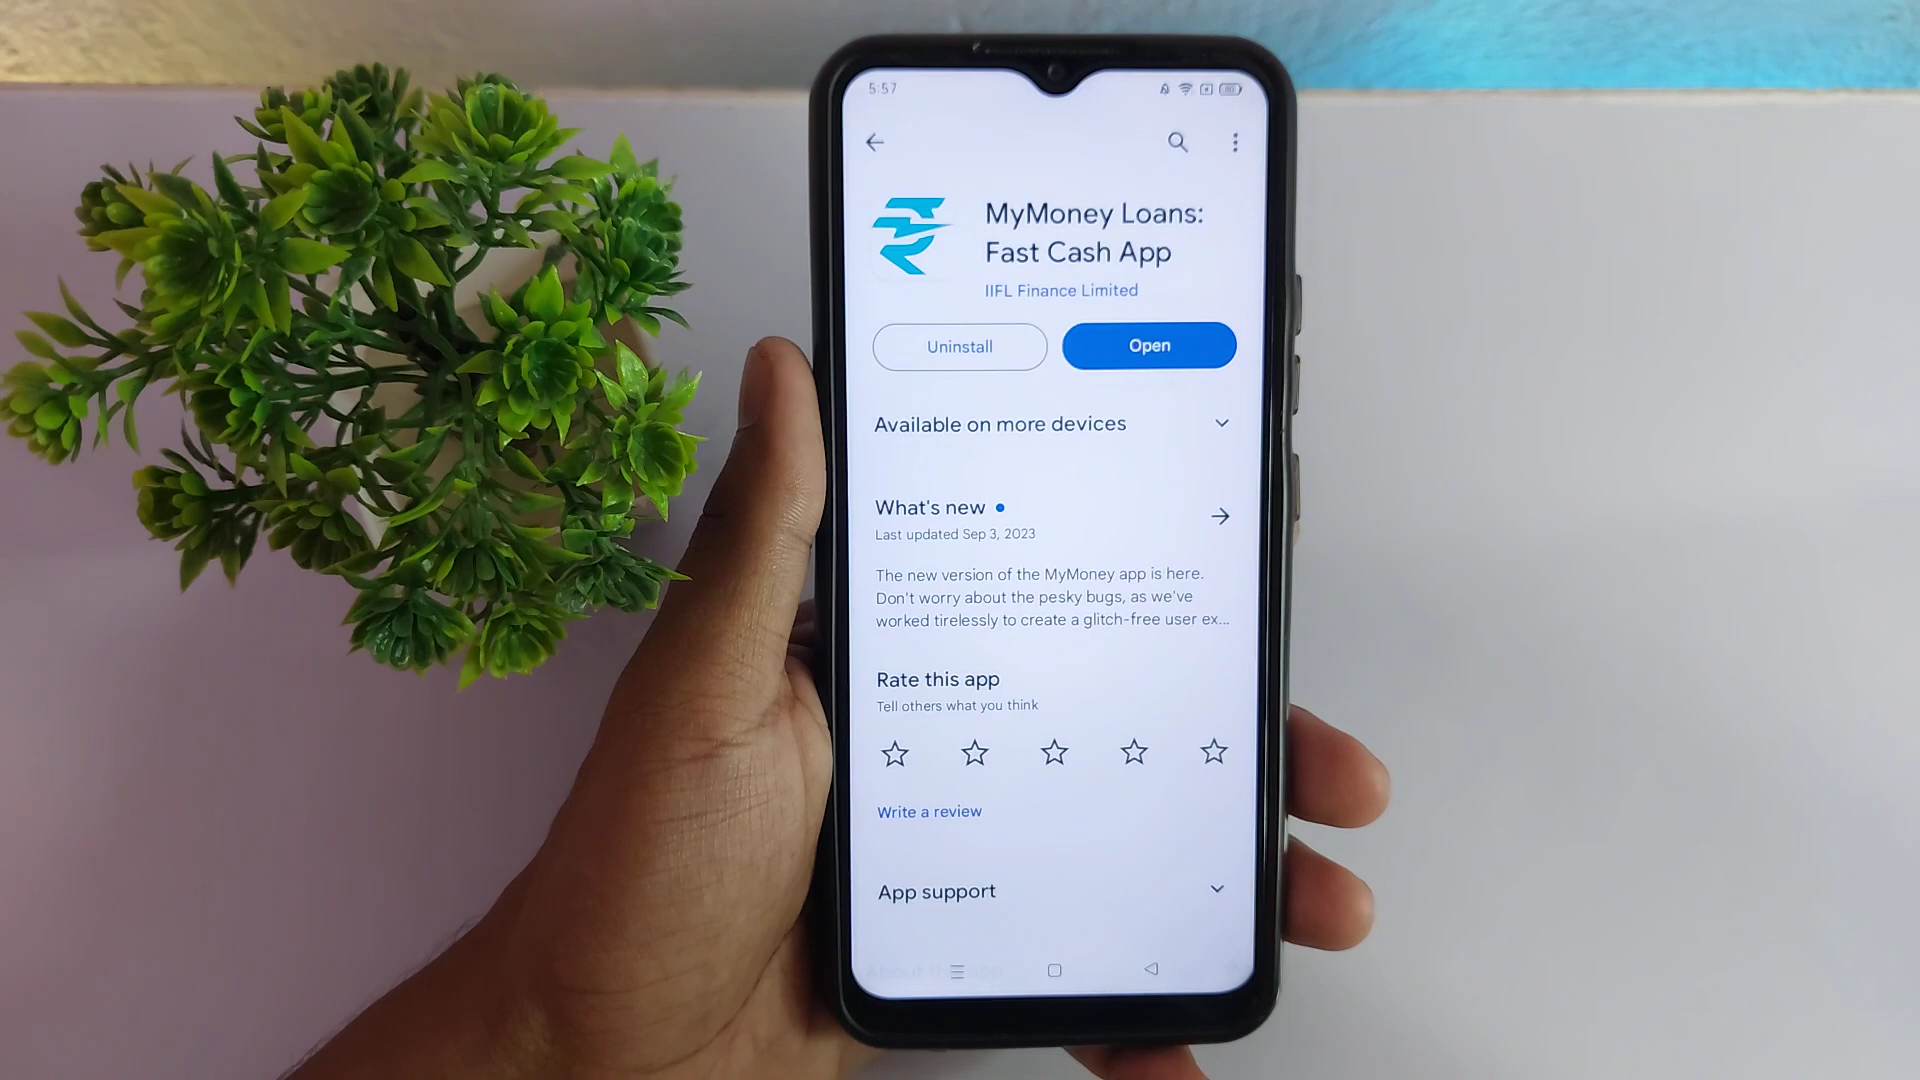 5:57
MyMoney Loans:
Fast Cash App
IIFL Finance Limited
Uninstall
Open
Available on more devices
What's new
Last updated Sep 3, 2023
The new version of the MyMoney app is here.
Don't worry about the pesky bugs, as we've
worked tirelessly to create a glitch-free user ex...
Rate this app
Tell others what you think
Write a review
App support